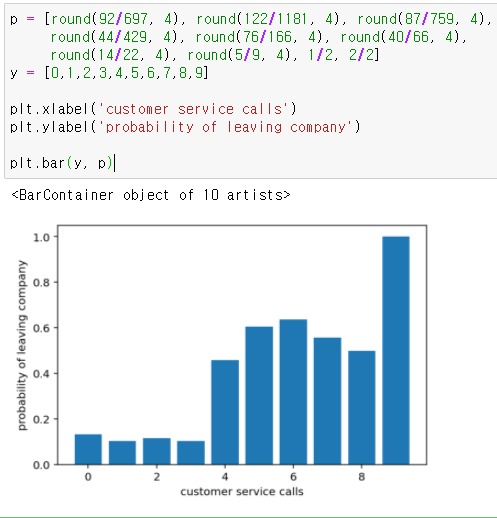 p = [round(92/697, 4), round(122/1181, 4), round(87/759, 4),
round(44/429, 4), round(76/166, 4), round(40/66, 4),
round(14/22, 4), round(5/9, 4), 1/2, 2/2]
y = [0,1,2,3,4,5,6,7,8,9]
plt.xlabel('customer service calls')
plt.ylabel('probability of leaving company')
plt.bar(y, p)
<BarContainer object of 10 artists>
probability of leaving company
1.0
0.8
0.6
0.4
0.2
0.0
0 2 4 6 8
customer service calls